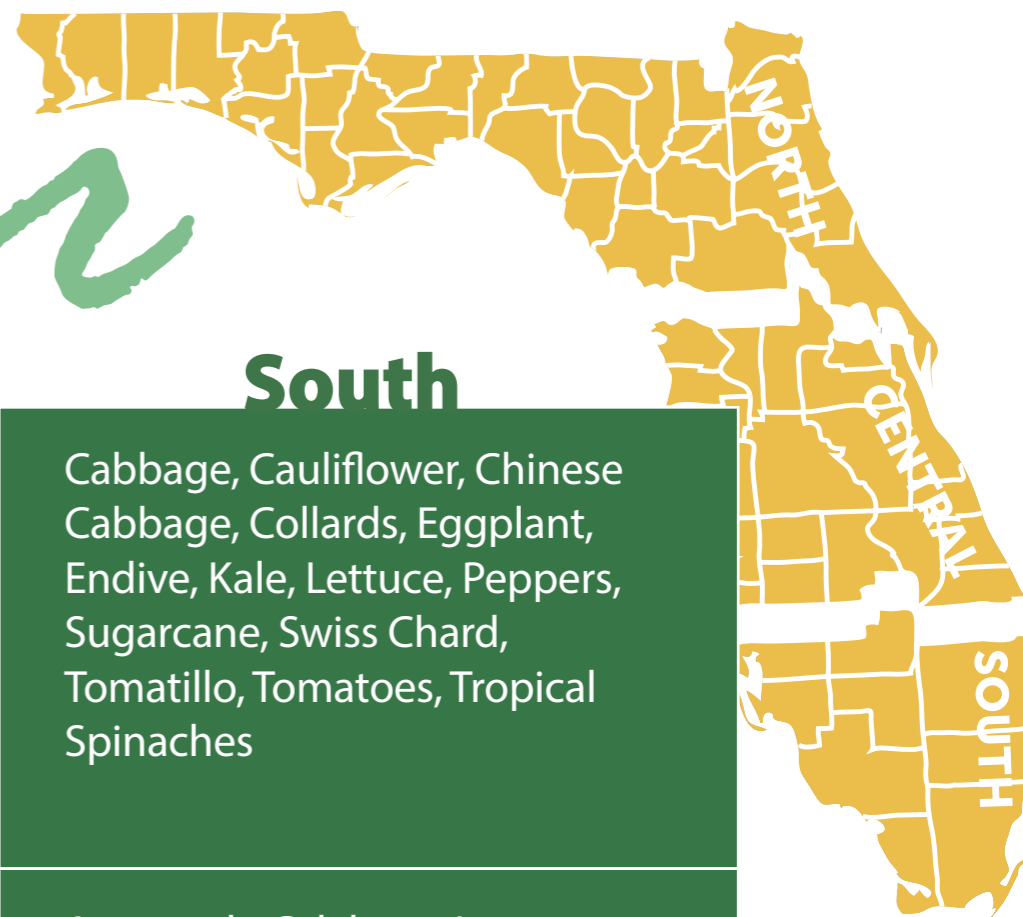 NORTH
South
CENTRAL
Cabbage, Cauliflower, Chinese
Cabbage, Collards, Eggplant,
Endive, Kale, Lettuce, Peppers,
Sugarcane, Swiss Chard,
Tomatillo, Tomatoes, Tropical
Spinaches
SOUTH